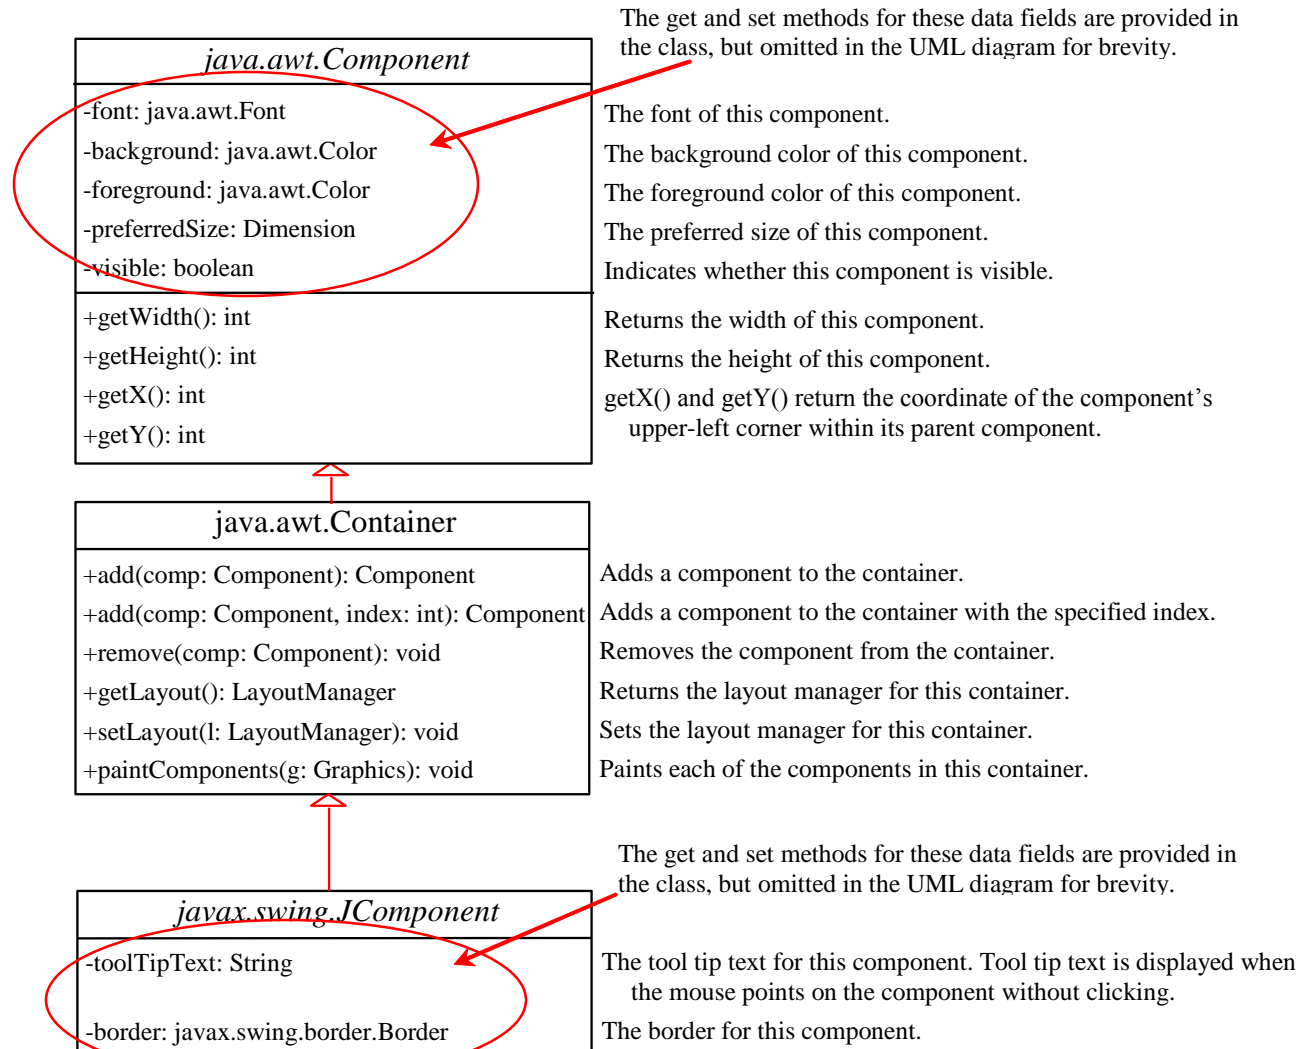 The get and set methods for these data fields are provided in
the class, but omitted in the UML diagram for brevity.
java.awt.Component
-font: java.awt.Font
The font of this component.
-background: java.awt.Color
The background color of this component.
-foreground: java.awt.Color
The foreground color of this component.
-preferredSize: Dimension
The preferred size of this component.
-visible: boolean
Indicates whether this component is visible.
+getWidth(): int
Returns the width of this component.
+getHeight(): int
Returns the height of this component.
+getX(): int
getX() and getY() return the coordinate of the component’s
+getY(): int
upper-left corner within its parent component.
java.awt.Container
+add(comp: Component): Component
Adds a component to the container.
+add(comp: Component, index: int): Component
Adds a component to the container with the specified index.
+remove(comp: Component): void
Removes the component from the container.
+getLayout(): LayoutManager
Returns the layout manager for this container.
+setLayout(l: LayoutManager): void
Sets the layout manager for this container.
+paintComponents(g: Graphics): void
Paints each of the components in this container.
The get and set methods for these data fields are provided in
the class, but omitted in the UML diagram for brevity.
javax.swing.JComponent
-toolTipText: String
The tool tip text for this component. Tool tip text is displayed when
the mouse points on the component without clicking.
-border: javax.swing.border.Border
The border for this component.